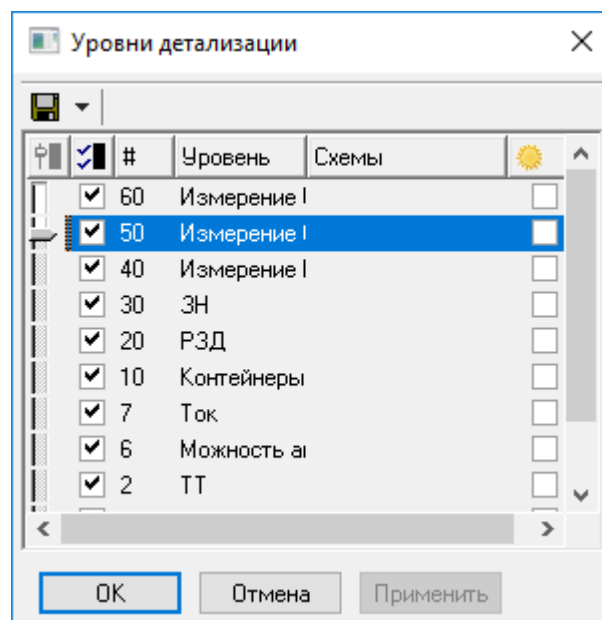 Уровни детализации
# Уровень Схемы
60 Измерение
50 Измерение
40 Измерение
30 ЗН
20 РЗД
10 Контейнеры
7 Ток
6 Можность
2 ТТ
OK Отмена Применить